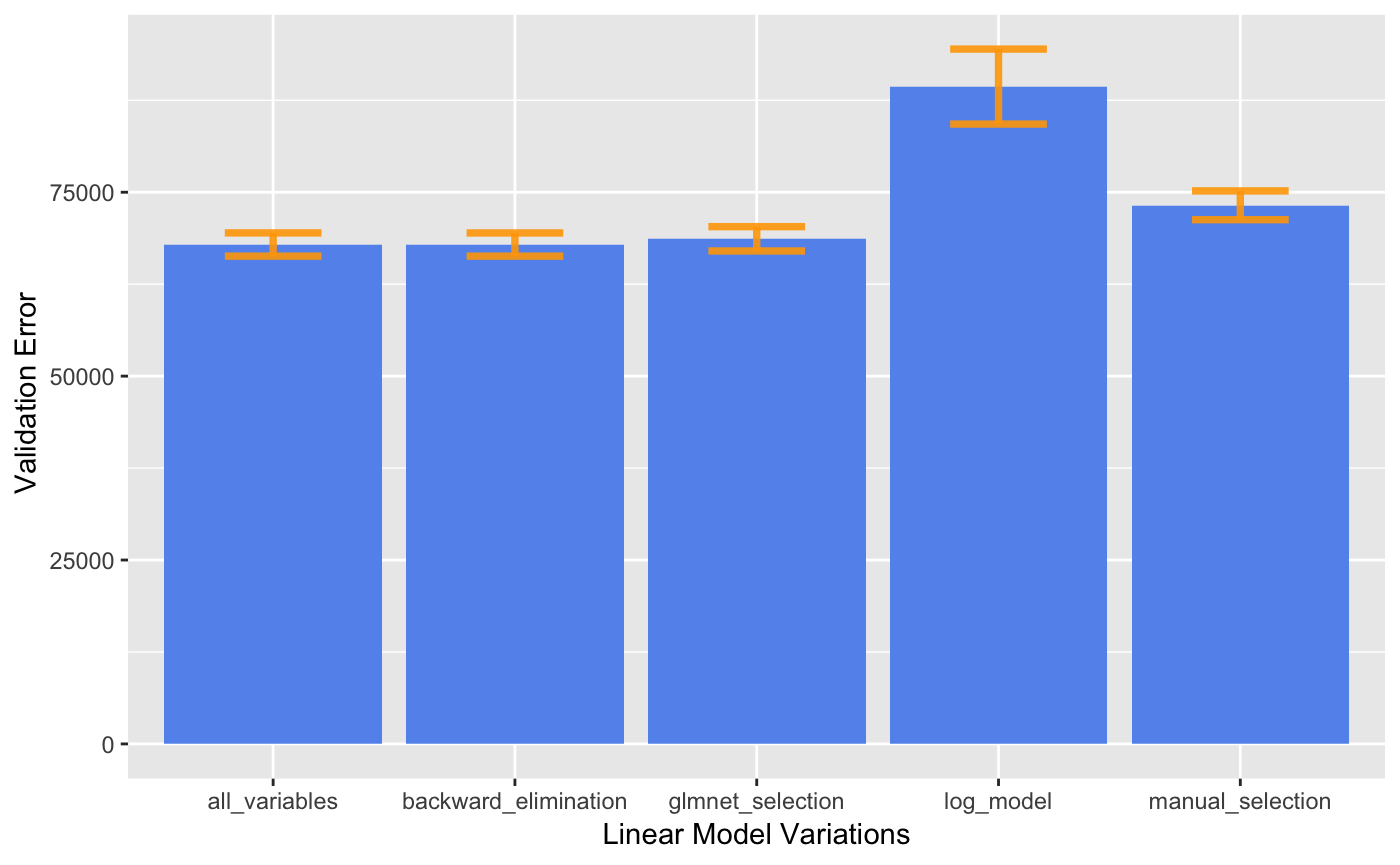 Validation Error
75000
50000
25000
0
all_variables backward_elimination glmnet_selection log_model manual_selection
Linear Model Variations